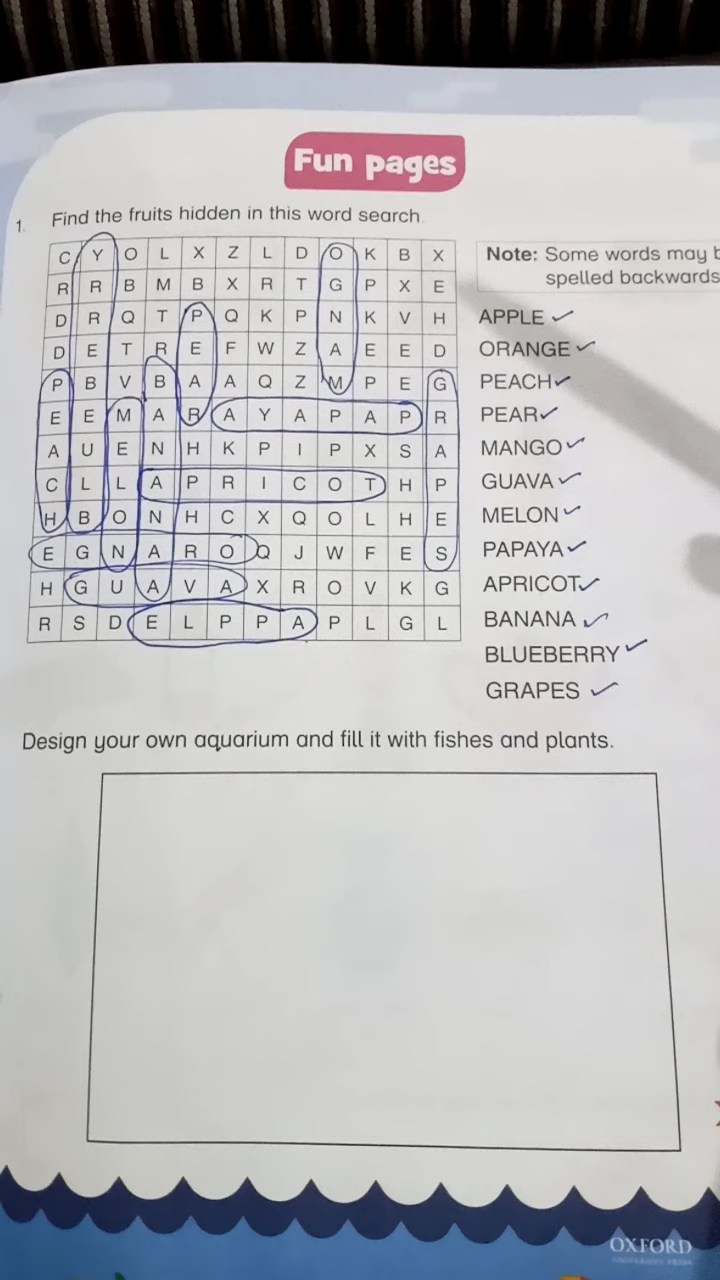 Fun pages
1. Find the fruits hidden in this word search.
C Y O L X Z L D O K B X
R R B M B X R T G P X E
D R Q T P Q K P N K V H
D E T R E F W Z A E E D
P B V B A A Q Z M P E G
E E M A R A Y A P A P R
A U E N H K P I P X S A
C L L A P R I C O T H P
H B O N H C X Q O L H E
E G N A R O Q J W F E S
H G U A V A X R O V K G
R S D E L P P A P L G L
Note: Some words may
spelled backwards
APPLE ✓
ORANGE ✓
PEACH ✓
PEAR ✓
MANGO ✓
GUAVA ✓
MELON ✓
PAPAYA ✓
APRICOT ✓
BANANA ✓
BLUEBERRY ✓
GRAPES ✓
Design your own aquarium and fill it with fishes and plants.
OXFORD